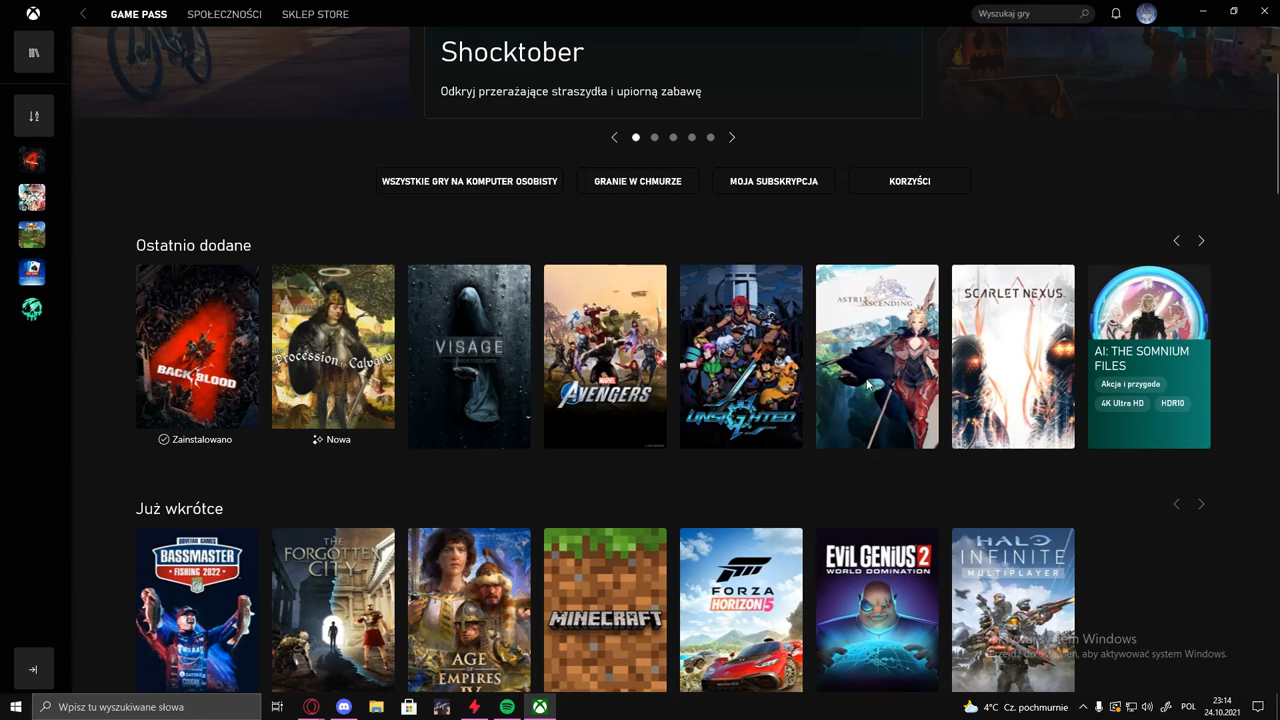 GAME PASS SPOŁECZNOŚCI SKLEP STORE
Wyszukaj gry
Shocktober
Odkryj przerażające straszydła i upiorną zabawę
WSZYSTKIE GRY NA KOMPUTER OSOBISTY
GRANIE W CHMURZE
MOJA SUBSKRYPCJA
KORZYŚCI
Ostatnio dodane
BACK 4 BLOOD
Zainstalowano
The Procession to Calvary
Nowa
VISAGE
MARVEL
AVENGERS
UNSIGHTED
ASTRIA ASCENDING
SCARLET NEXUS
AI: THE SOMNIUM
FILES
Akcja i przygoda
4K Ultra HD HDR10
Już wkrótce
DOVETAIL GAMES
BASSMASTER
FISHING 2022
THE
FORGOTTEN
CITY
AGE
OF
EMPIRES
IV
MINECRAFT
FORZA
HORIZON 5
EVIL GENIUS 2
WORLD DOMINATION
HALO
INFINITE
MULTIPLAYER
system Windows
aby aktywować system Windows.
Wpisz tu wyszukiwane słowa
4°C Cz. pochmurnie
POL
23:14
24.10.2021